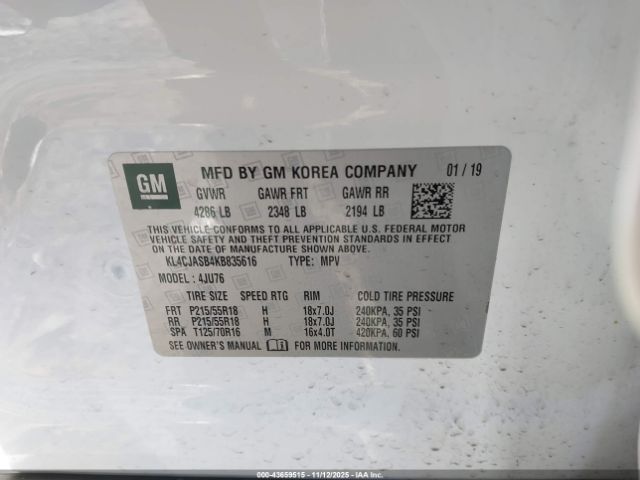 GM
MFD BY GM KOREA COMPANY 01 / 19
GVWR GAWR FRT GAWR RR
4286 LB 2348 LB 2194 LB
THIS VEHICLE CONFORMS TO ALL APPLICABLE U.S. FEDERAL MOTOR
VEHICLE SAFETY AND THEFT PREVENTION STANDARDS IN EFFECT
ON THE DATE OF MANUFACTURE SHOWN ABOVE.
KL4CJASB4KB835616 TYPE: MPV
MODEL : 4JU76
TIRE SIZE SPEED RTG RIM COLD TIRE PRESSURE
FRT P215/55R18 H 18x7.0J 240KPA, 35 PSI
RR P215/55R18 H 18x7.0J 240KPA, 35 PSI
SPA T125/70R16 M 16x4.0T 420KPA, 60 PSI
SEE OWNER'S MANUAL FOR MORE INFORMATION.
000-43659515 - 11/12/2025 - IAA Inc.